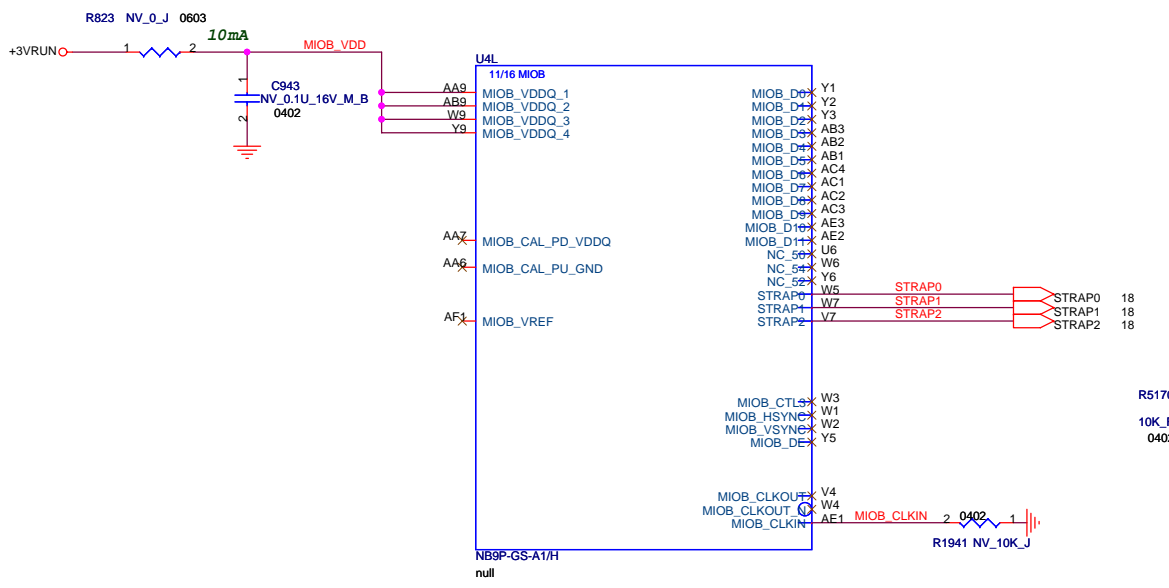 R823 NV_0_J 0603
10mA
+3VRUN
1 2
MIOB_VDD
1
C943
NV_0.1U_16V_M_B
0402
2
U4L
11/16 MIOB
AA9 MIOB_VDDQ_1
AB9 MIOB_VDDQ_2
W9 MIOB_VDDQ_3
Y9 MIOB_VDDQ_4
AA7 MIOB_CAL_PD_VDDQ
AA6 MIOB_CAL_PU_GND
AF1 MIOB_VREF
MIOB_D0 Y1
MIOB_D1 Y2
MIOB_D2 Y3
MIOB_D3 AB3
MIOB_D4 AB2
MIOB_D5 AB1
MIOB_D6 AC4
MIOB_D7 AC1
MIOB_D8 AC2
MIOB_D9 AC3
MIOB_D10 AE3
MIOB_D11 AE2
NC_50 U6
NC_54 W6
NC_52 Y6
STRAP0 W5 STRAP0 STRAP0 18
STRAP1 W7 STRAP1 STRAP1 18
STRAP2 V7 STRAP2 STRAP2 18
MIOB_CTL3 W3
MIOB_HSYNC W1
MIOB_VSYNC W2
MIOB_DE Y5
MIOB_CLKOUT V4
MIOB_CLKOUT_N W4
MIOB_CLKIN AE1 MIOB_CLKIN 2 0402 1
R1941 NV_10K_J
NB9P-GS-A1/H
null